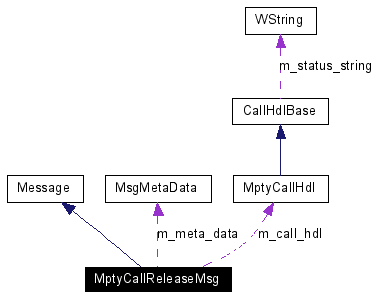 WString
m_status_string
CallHdlBase
Message
MsgMetaData
MptyCallHdl
m_meta_data
m_call_hdl
MptyCallReleaseMsg